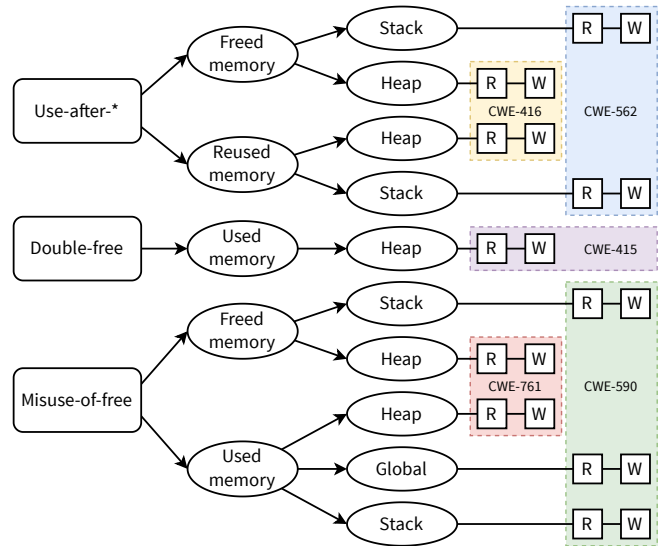 Stack
R
W
Freed
memory
Heap
R
W
Use-after-*
CWE-416
CWE-562
Heap
R
W
Reused
memory
Stack
R
W
Double-free
Used
memory
Heap
R
W
CWE-415
Stack
R
W
Freed
memory
Heap
R
W
Misuse-of-free
CWE-761
CWE-590
Heap
R
W
Used
memory
Global
R
W
Stack
R
W